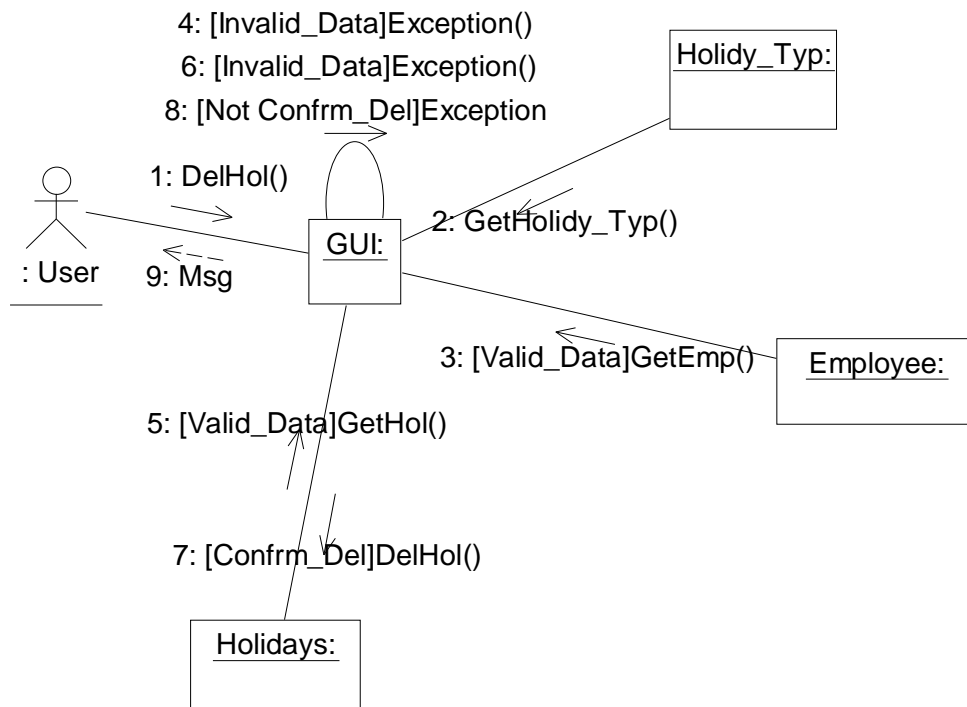 4: [Invalid_Data]Exception()
6: [Invalid_Data]Exception()
8: [Not Confrm_Del]Exception
Holidy_Typ:
1: DelHol()
2: GetHolidy_Typ()
GUI:
: User
9: Msg
3: [Valid_Data]GetEmp()
Employee:
5: [Valid_Data]GetHol()
7: [Confrm_Del]DelHol()
Holidays: